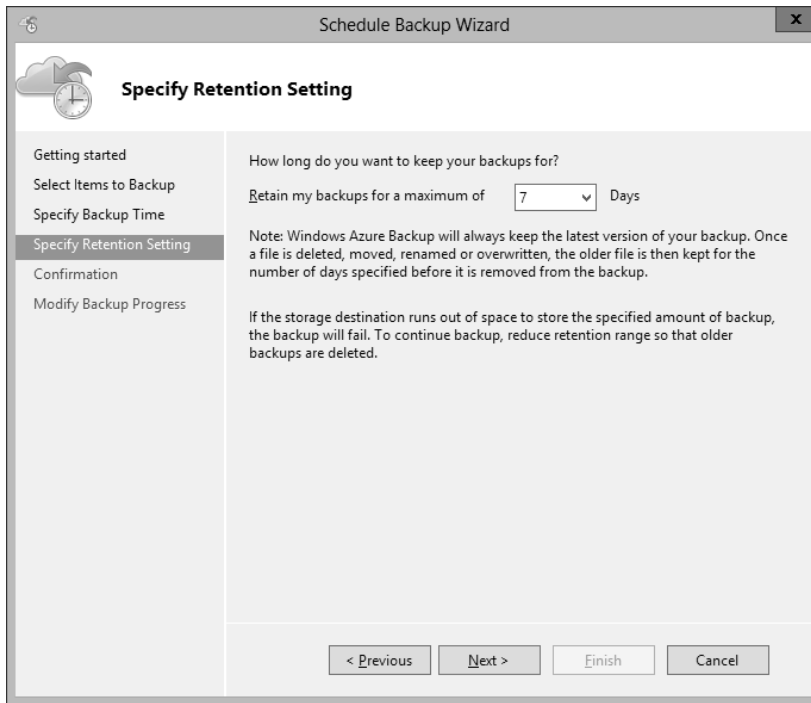 Schedule Backup Wizard
x
Specify Retention Setting
Getting started
Select Items to Backup
Specify Backup Time
Specify Retention Setting
Confirmation
Modify Backup Progress
How long do you want to keep your backups for?
Retain my backups for a maximum of 7 Days
Note: Windows Azure Backup will always keep the latest version of your backup. Once
a file is deleted, moved, renamed or overwritten, the older file is then kept for the
number of days specified before it is removed from the backup.
If the storage destination runs out of space to store the specified amount of backup,
the backup will fail. To continue backup, reduce retention range so that older
backups are deleted.
< Previous Next > Finish Cancel